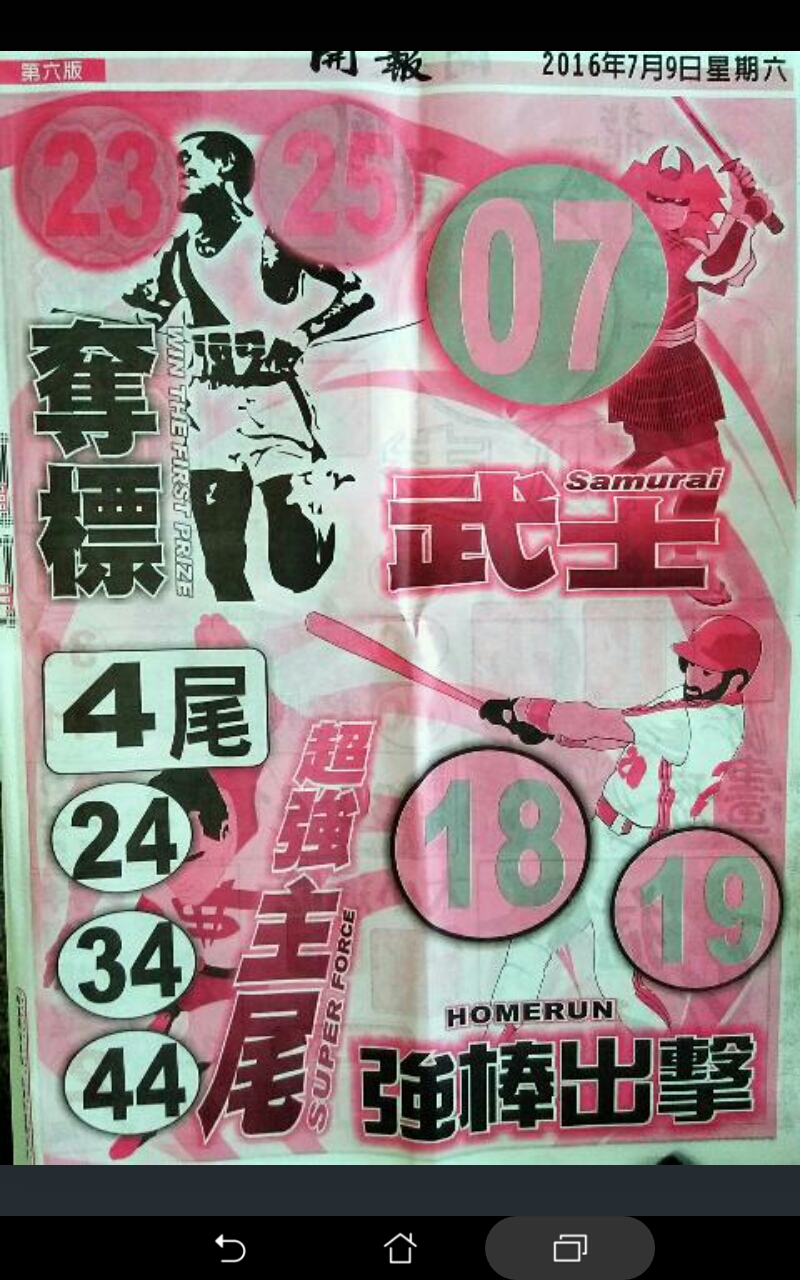 第六版
開報
2016年7月9日星期六
23
25
07
奪標
WIN THE FIRST PRIZE
Samurai
武士
4尾
24
34
44
超強
主尾
SUPER FORCE
18
19
HOMERUN
強棒出擊